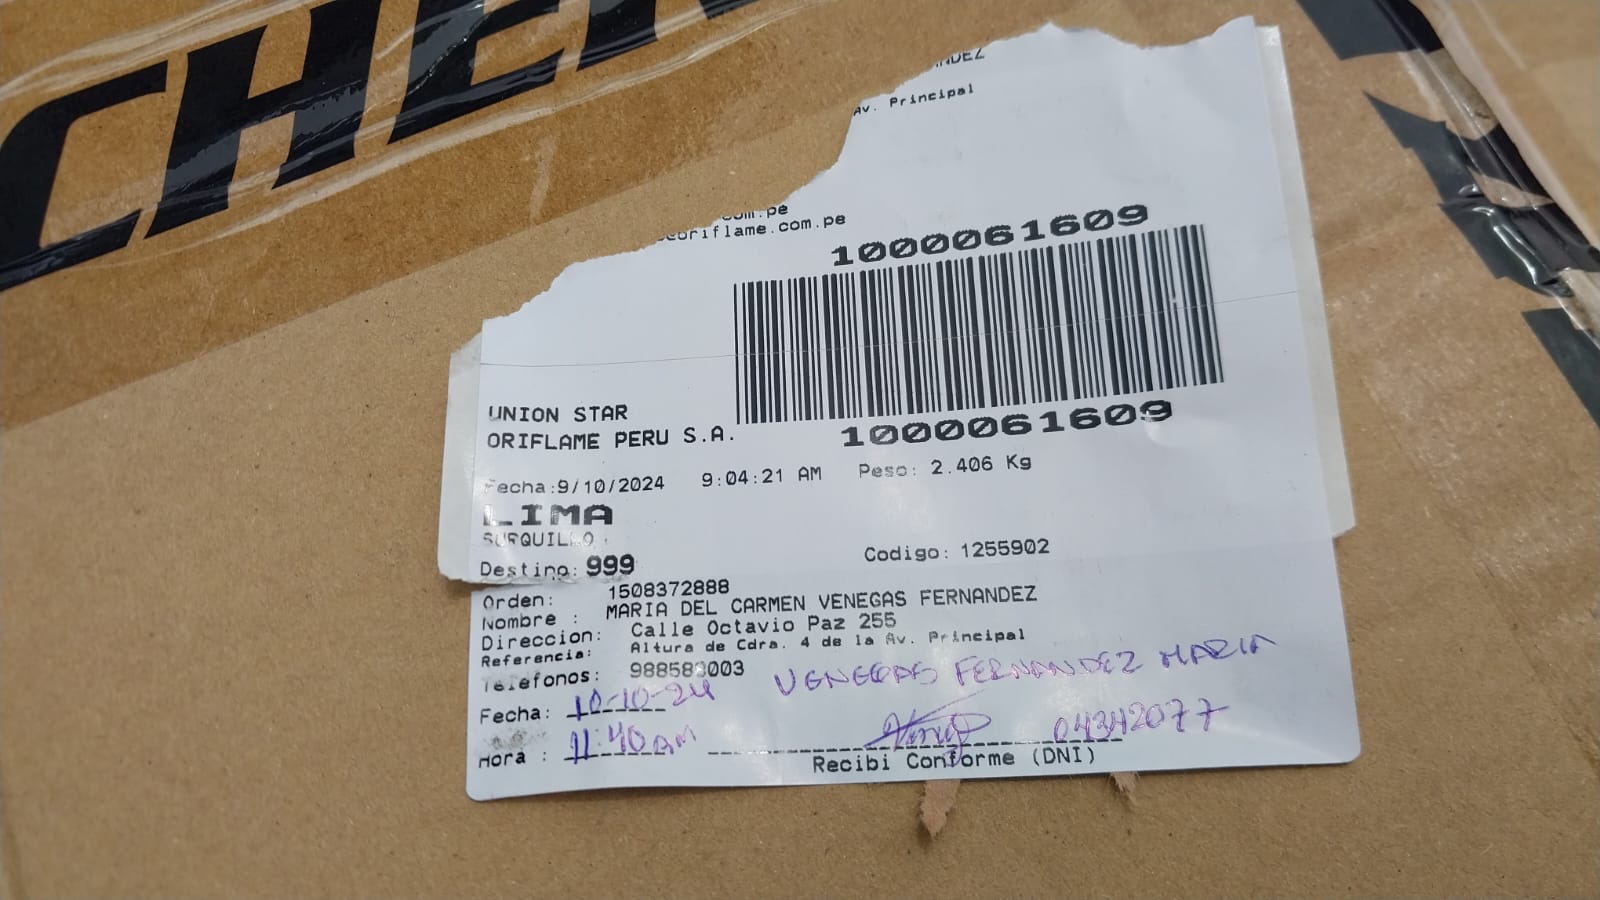 CHE
Av. Principal
com.pe
oriflame.com.pe
1000061609
1000061609
UNION STAR
ORIFLAME PERU S.A.
Fecha:9/10/2024 9:04:21 AM Peso: 2.406 Kg
LIMA
SURQUILLO
Destino: 999 Codigo: 1255902
Orden: 1508372888
Nombre : MARIA DEL CARMEN VENEGAS FERNANDEZ
Direccion: Calle Octavio Paz 255
Referencia: Altura de Cdra. 4 de la Av. Principal
Telefonos: 988583003
VENEGAS FERNANDEZ MARIA
Fecha: 10-10-24
04342077
Hora : 11:40 AM
Recibi Conforme (DNI)